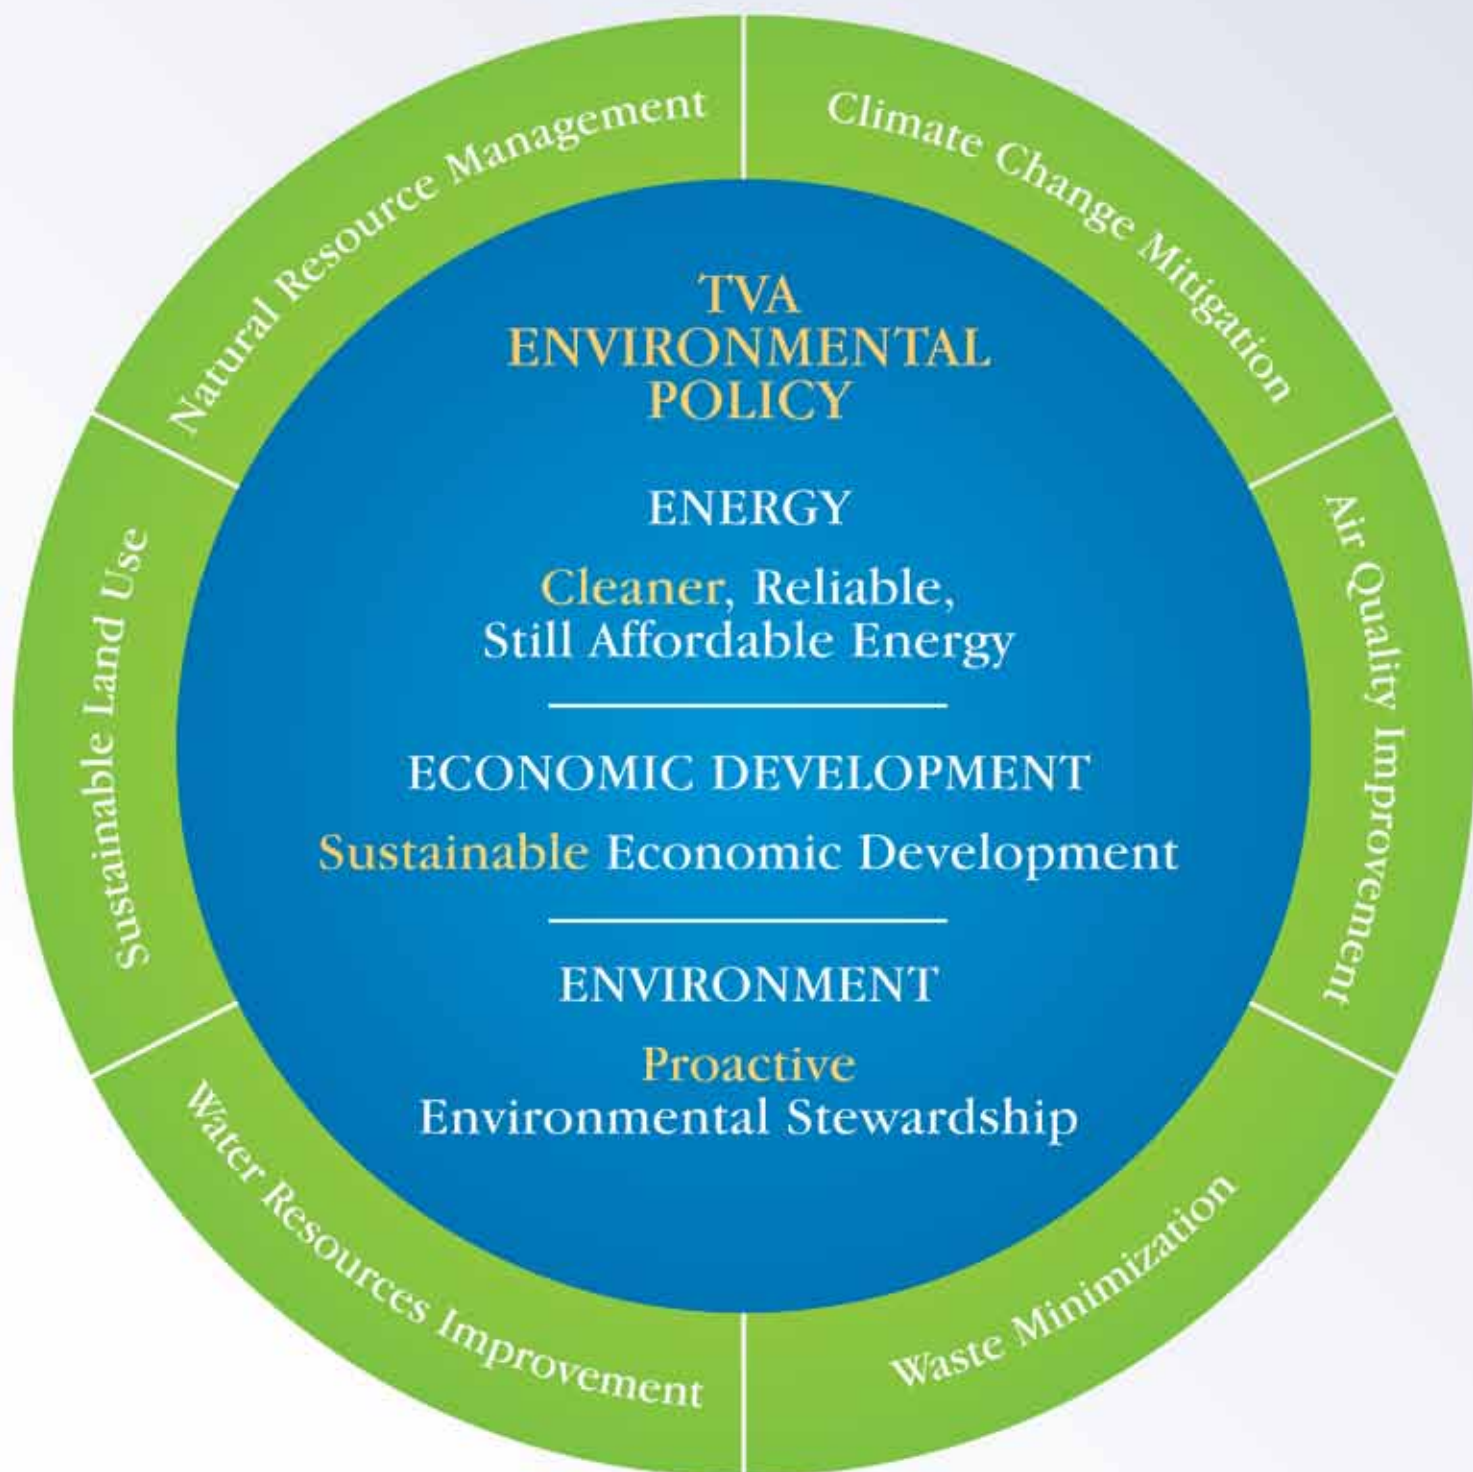 Natural Resource Management
Climate Change Mitigation
Air Quality Improvement
Waste Minimization
Water Resources Improvement
Sustainable Land Use
TVA
ENVIRONMENTAL
POLICY
ENERGY
Cleaner, Reliable,
Still Affordable Energy
ECONOMIC DEVELOPMENT
Sustainable Economic Development
ENVIRONMENT
Proactive
Environmental Stewardship